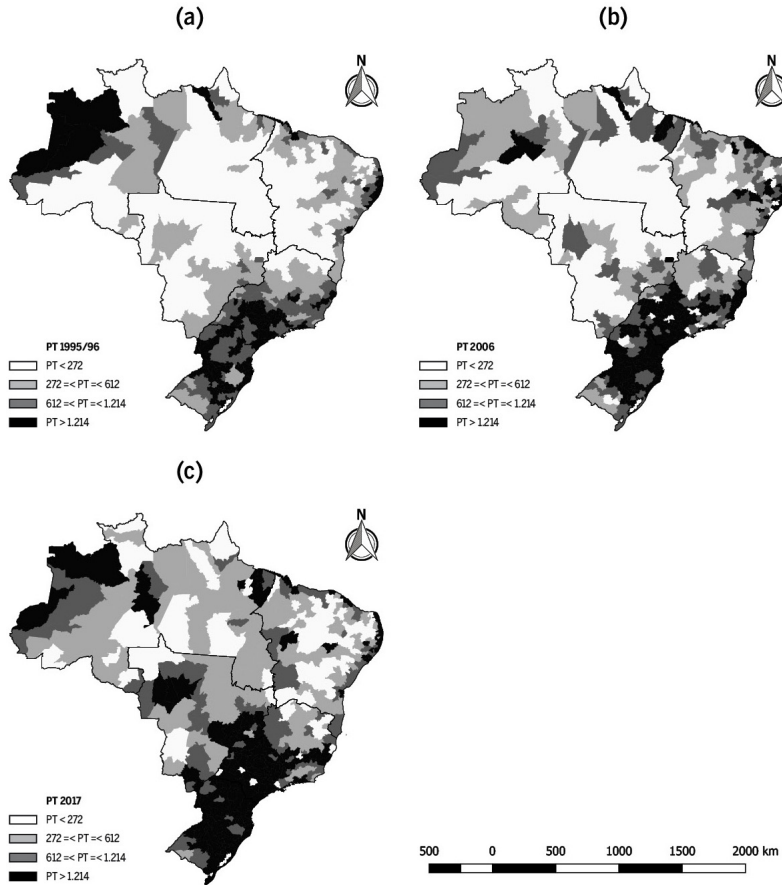 (a)
N
PT 1995/96
PT < 272
272 =< PT =< 612
612 =< PT =< 1.214
PT > 1.214
(b)
N
PT 2006
PT < 272
272 =< PT =< 612
612 =< PT =< 1.214
PT > 1.214
(c)
N
PT 2017
PT < 272
272 =< PT =< 612
612 =< PT =< 1.214
PT > 1.214
500 0 500 1000 1500 2000 km